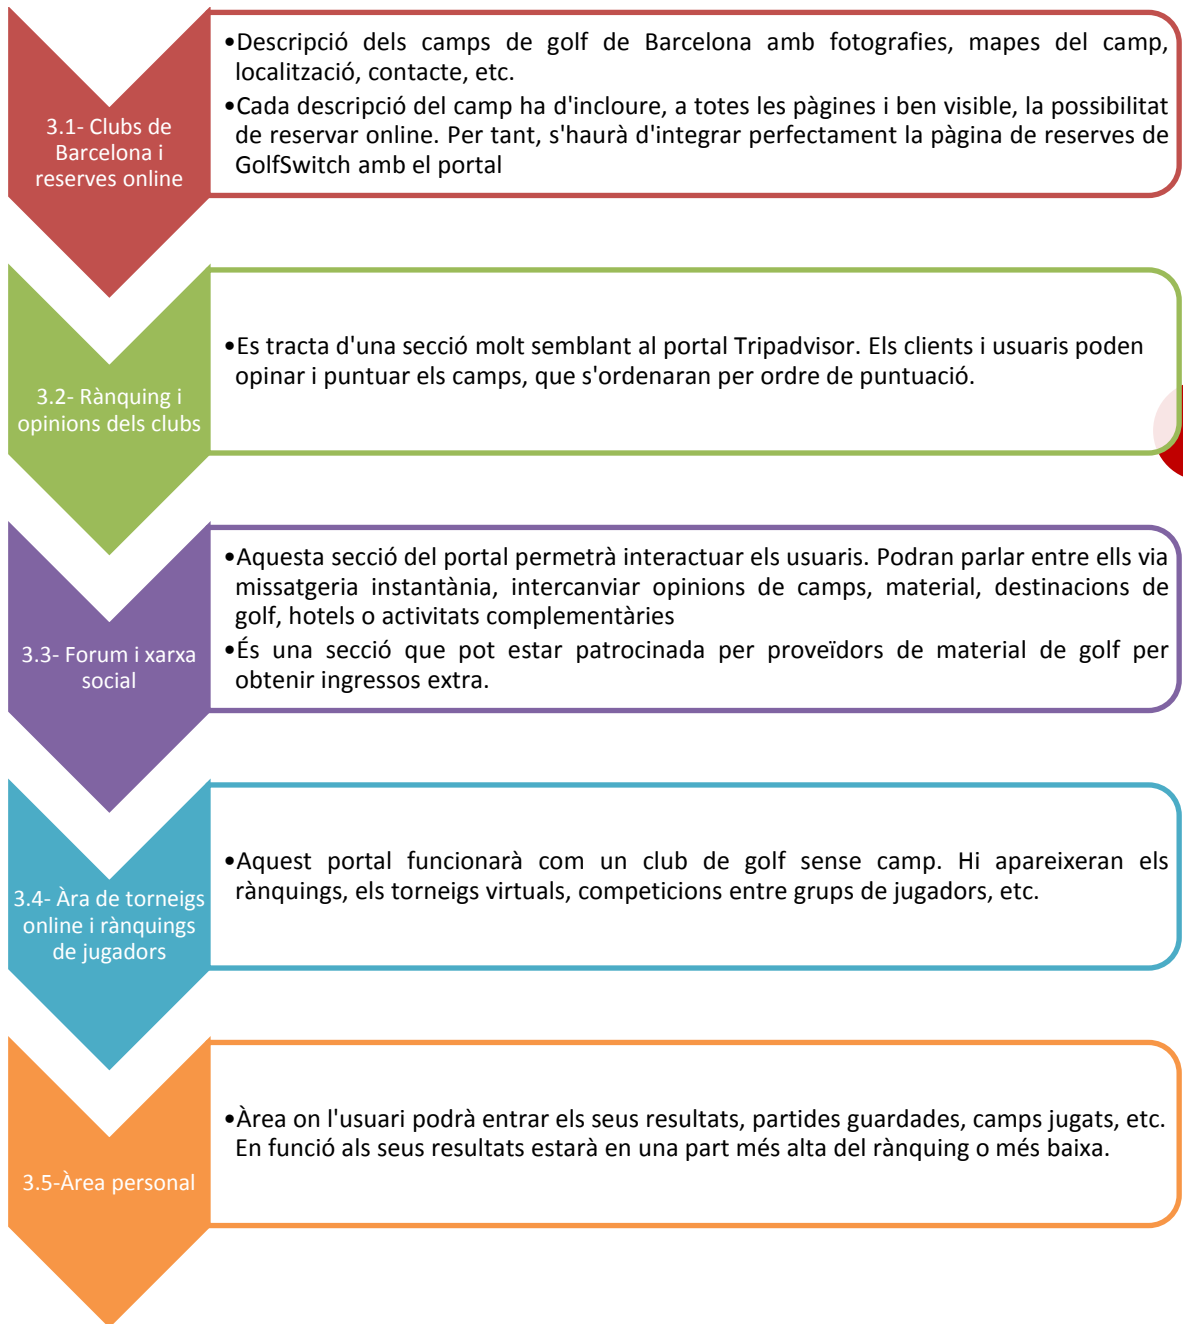 3.1- Clubs de
Barcelona i
reserves online
•Descripció dels camps de golf de Barcelona amb fotografies, mapes del camp,
localització, contacte, etc.
•Cada descripció del camp ha d'incloure, a totes les pàgines i ben visible, la possibilitat
de reservar online. Per tant, s'haurà d'integrar perfectament la pàgina de reserves de
GolfSwitch amb el portal
3.2- Rànquing i
opinions dels clubs
•Es tracta d'una secció molt semblant al portal Tripadvisor. Els clients i usuaris poden
opinar i puntuar els camps, que s'ordenaran per ordre de puntuació.
3.3- Forum i xarxa
social
•Aquesta secció del portal permetrà interactuar els usuaris. Podran parlar entre ells via
missatgeria instantània, intercanviar opinions de camps, material, destinacions de
golf, hotels o activitats complementàries
•És una secció que pot estar patrocinada per proveïdors de material de golf per
obtenir ingressos extra.
3.4- Àra de torneigs
online i rànquings
de jugadors
•Aquest portal funcionarà com un club de golf sense camp. Hi apareixeran els
rànquings, els torneigs virtuals, competicions entre grups de jugadors, etc.
3.5-Àrea personal
•Àrea on l'usuari podrà entrar els seus resultats, partides guardades, camps jugats, etc.
En funció als seus resultats estarà en una part més alta del rànquing o més baixa.